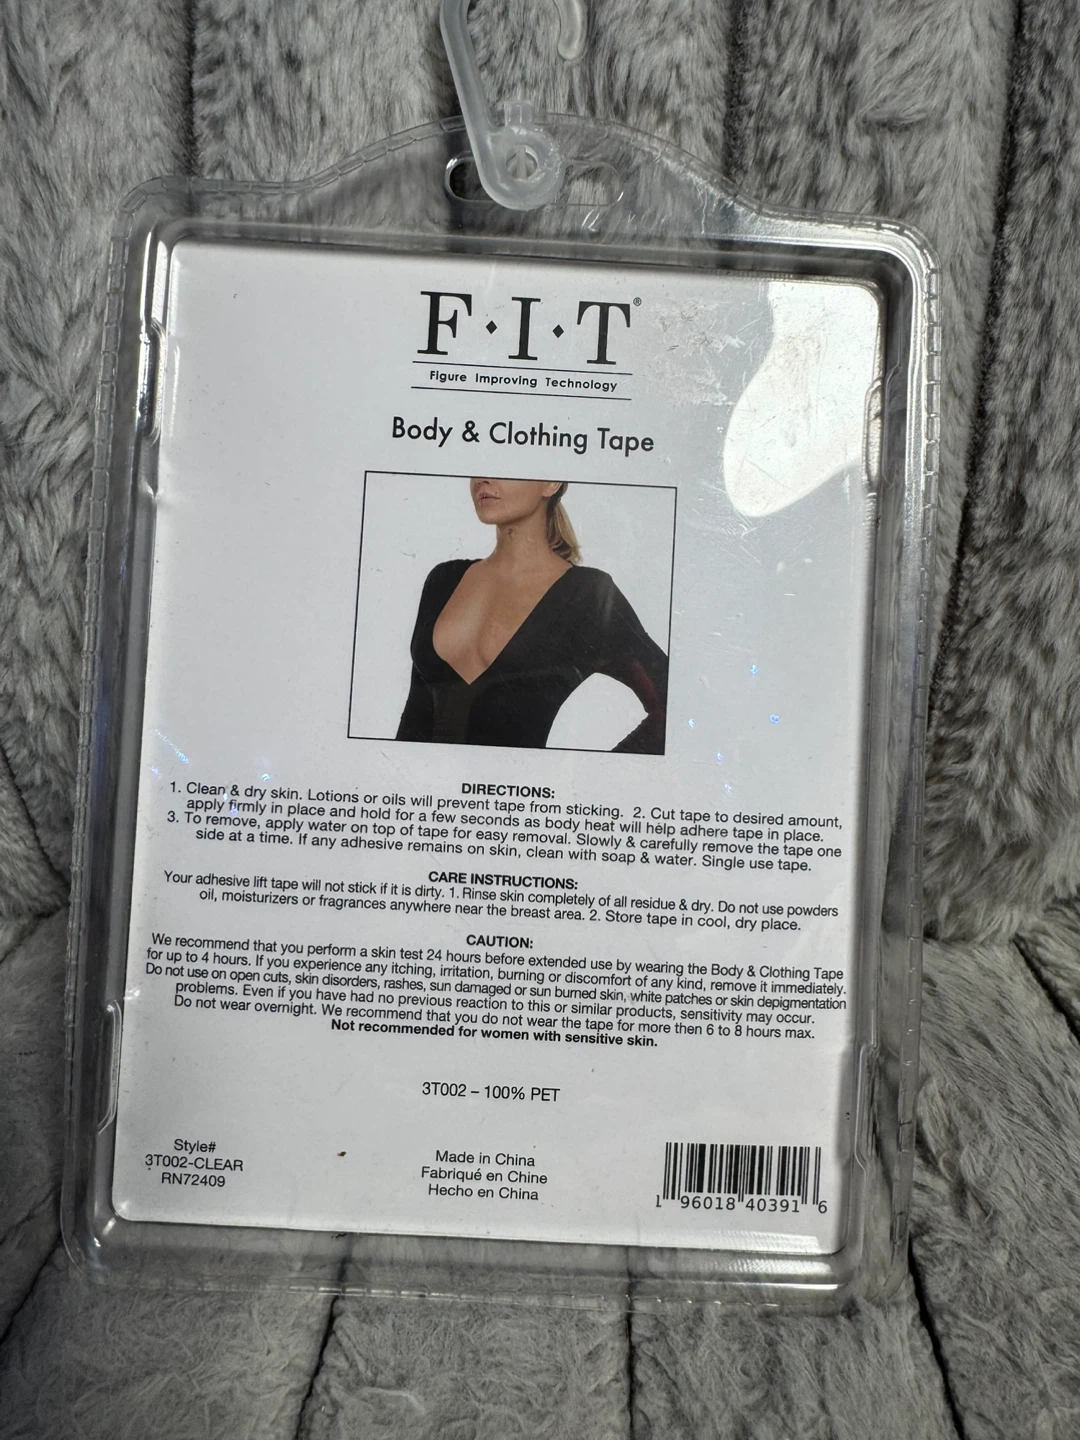 F•I•T®
Figure Improving Technology
Body & Clothing Tape
DIRECTIONS:
1. Clean & dry skin. Lotions or oils will prevent tape from sticking. 2. Cut tape to desired amount,
apply firmly in place and hold for a few seconds as body heat will help adhere tape in place.
3. To remove, apply water on top of tape for easy removal. Slowly & carefully remove the tape one
side at a time. If any adhesive remains on skin, clean with soap & water. Single use tape.
CARE INSTRUCTIONS:
Your adhesive lift tape will not stick if it is dirty. 1. Rinse skin completely of all residue & dry. Do not use powders
oil, moisturizers or fragrances anywhere near the breast area. 2. Store tape in cool, dry place.
CAUTION:
We recommend that you perform a skin test 24 hours before extended use by wearing the Body & Clothing Tape
for up to 4 hours. If you experience any itching, irritation, burning or discomfort of any kind, remove it immediately.
Do not use on open cuts, skin disorders, rashes, sun damaged or sun burned skin, white patches or skin depigmentation
problems. Even if you have had no previous reaction to this or similar products, sensitivity may occur.
Do not wear overnight. We recommend that you do not wear the tape for more then 6 to 8 hours max.
Not recommended for women with sensitive skin.
3T002 – 100% PET
Style#
3T002-CLEAR
RN72409
Made in China
Fabriqué en Chine
Hecho en China
1 96018 40391 6